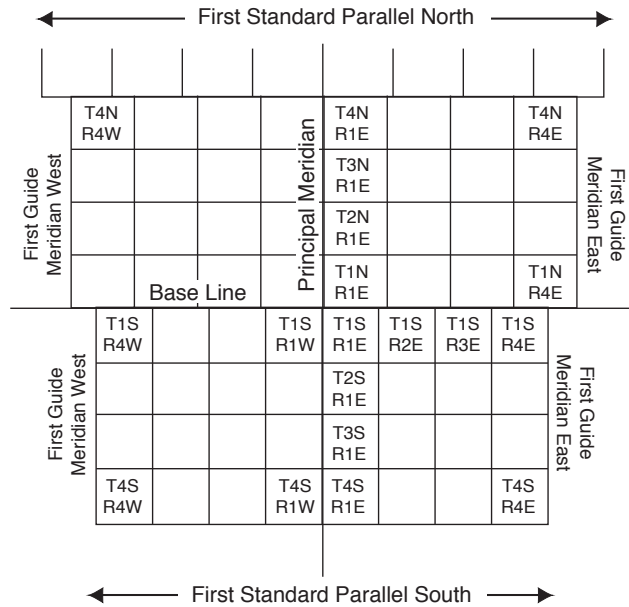 First Standard Parallel North
T4N
R4W
T4N
R1E
T4N
R4E
T3N
R1E
T2N
R1E
T1N
R1E
T1N
R4E
First Guide
Meridian West
Principal Meridian
First Guide
Meridian East
Base Line
T1S
R4W
T1S
R1W
T1S
R1E
T1S
R2E
T1S
R3E
T1S
R4E
T2S
R1E
T3S
R1E
First Guide
Meridian West
First Guide
Meridian East
T4S
R4W
T4S
R1W
T4S
R1E
T4S
R4E
First Standard Parallel South